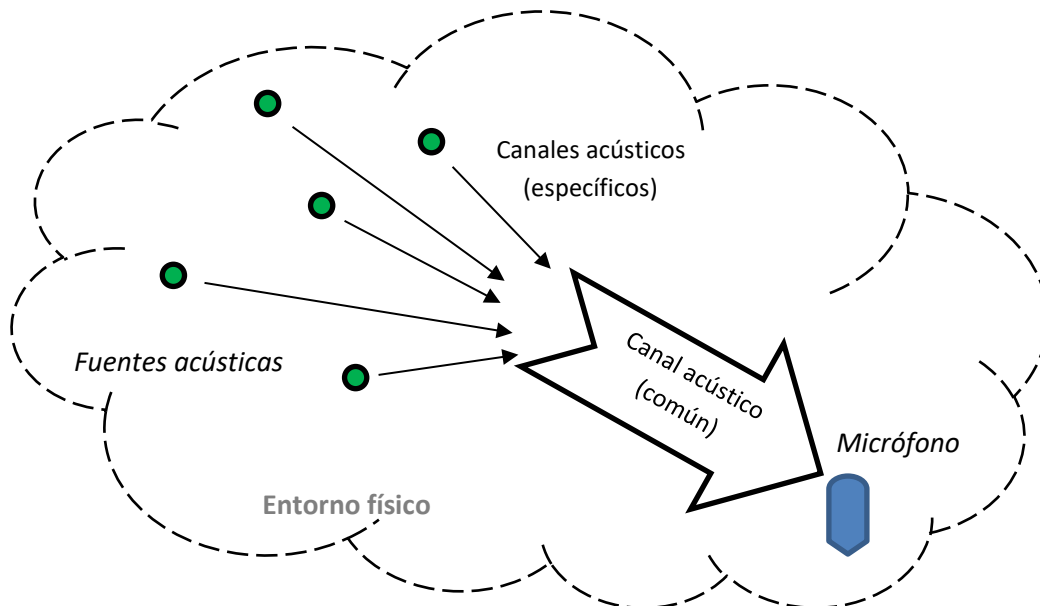 Canales acústicos
(específicos)
Fuentes acústicas
Canal acústico
(común)
Micrófono
Entorno físico